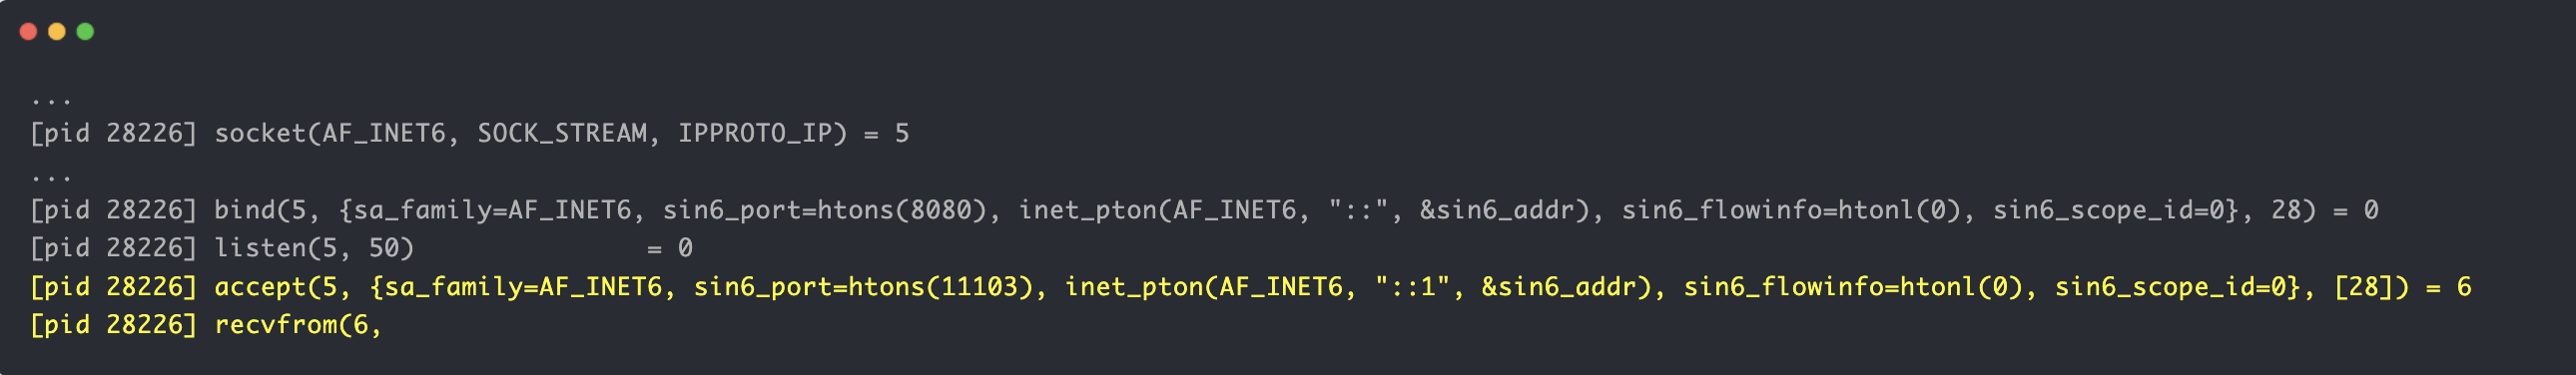 ...
[pid 28226] socket(AF_INET6, SOCK_STREAM, IPPROTO_IP) = 5
...
[pid 28226] bind(5, {sa_family=AF_INET6, sin6_port=htons(8080), inet_pton(AF_INET6, "::", &sin6_addr), sin6_flowinfo=htonl(0), sin6_scope_id=0}, 28) = 0
[pid 28226] listen(5, 50)               = 0
[pid 28226] accept(5, {sa_family=AF_INET6, sin6_port=htons(11103), inet_pton(AF_INET6, "::1", &sin6_addr), sin6_flowinfo=htonl(0), sin6_scope_id=0}, [28]) = 6
[pid 28226] recvfrom(6,